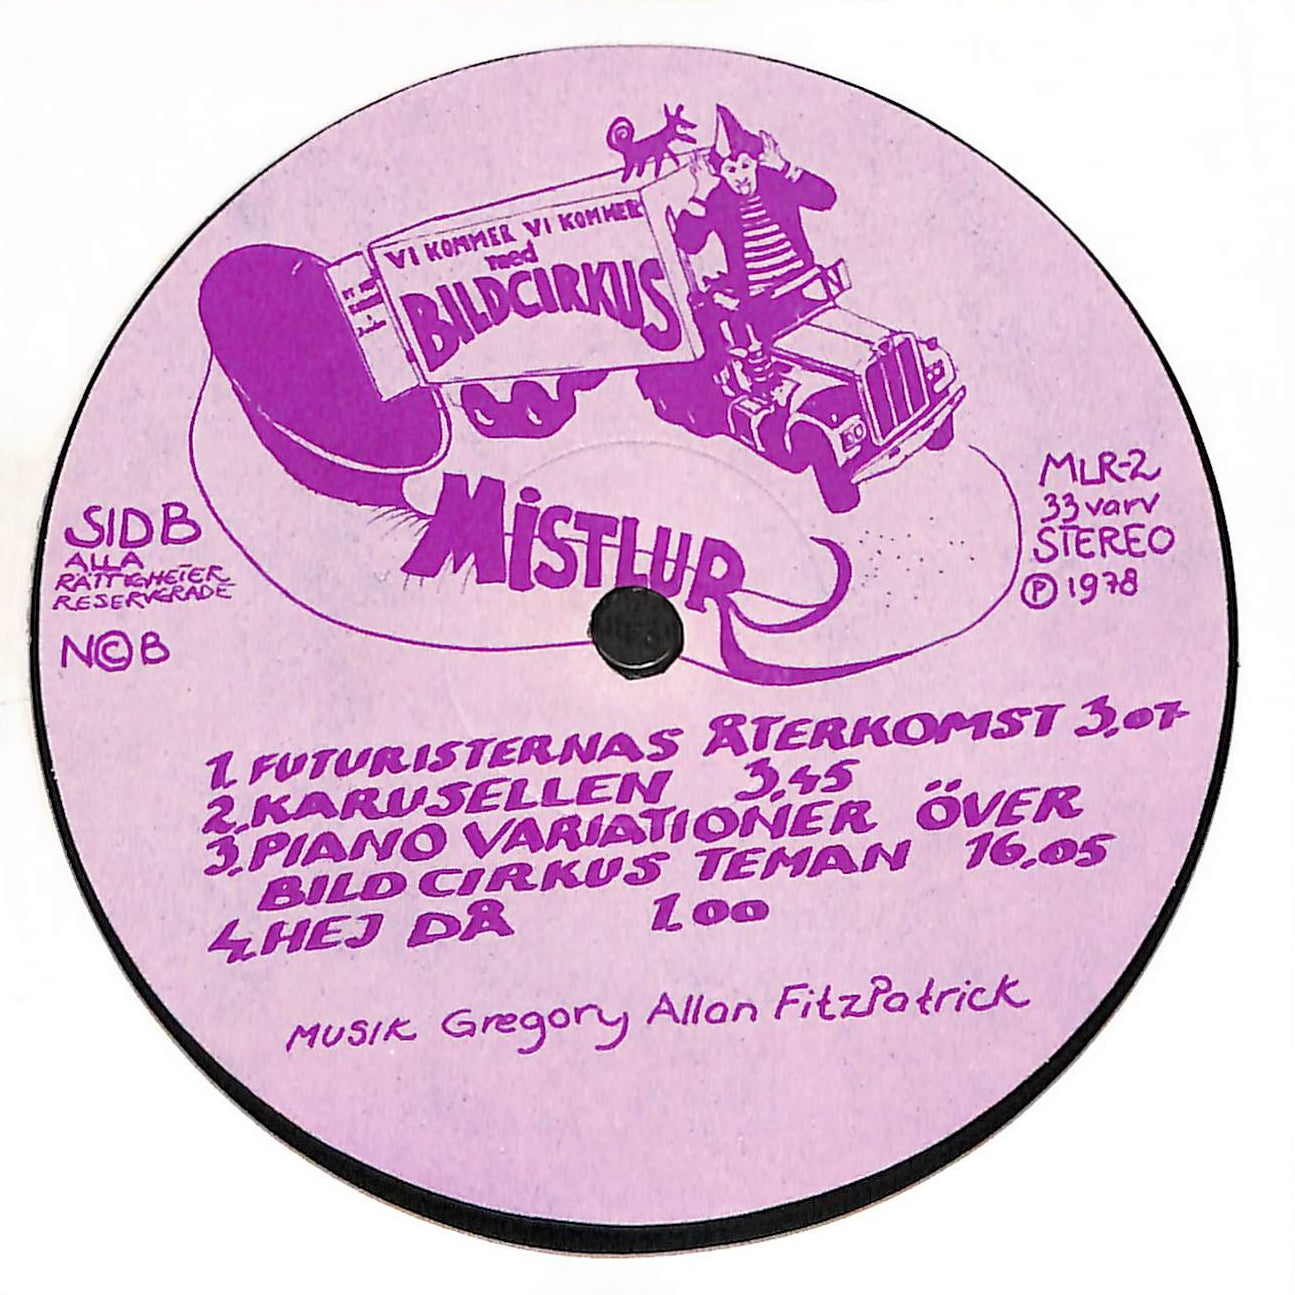 VI KOMMER VI KOMMER
med
BILDCIRKUS
MISTLUR
SID B
ALLA
RÄTTIGHETER
RESERVERADE
N©B
MLR-2
33 varv
STEREO
Ⓟ 1978
1. FUTURISTERNAS ÅTERKOMST 3.07
2. KARUSELLEN 3.45
3. PIANO VARIATIONER ÖVER
BILDCIRKUS TEMAN 16.05
4. HEJ DÅ 1.00
MUSIK Gregory Allan FitzPatrick